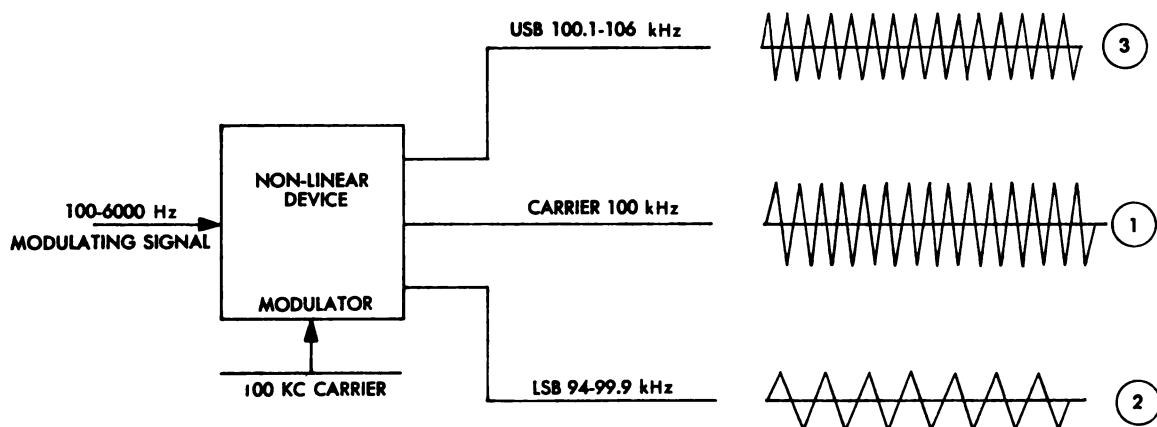 USB 100.1-106 kHz
3
NON-LINEAR
DEVICE
100-6000 Hz
MODULATING SIGNAL
CARRIER 100 kHz
1
MODULATOR
100 KC CARRIER
LSB 94-99.9 kHz
2